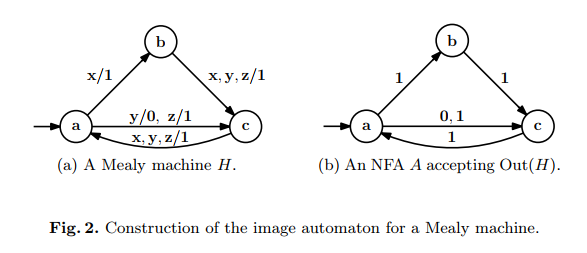 b
x/1
x, y, z/1
a
y/0, z/1
c
x, y, z/1
(a) A Mealy machine H.
b
1
1
a
0, 1
c
1
(b) An NFA A accepting Out(H).
Fig. 2. Construction of the image automaton for a Mealy machine.